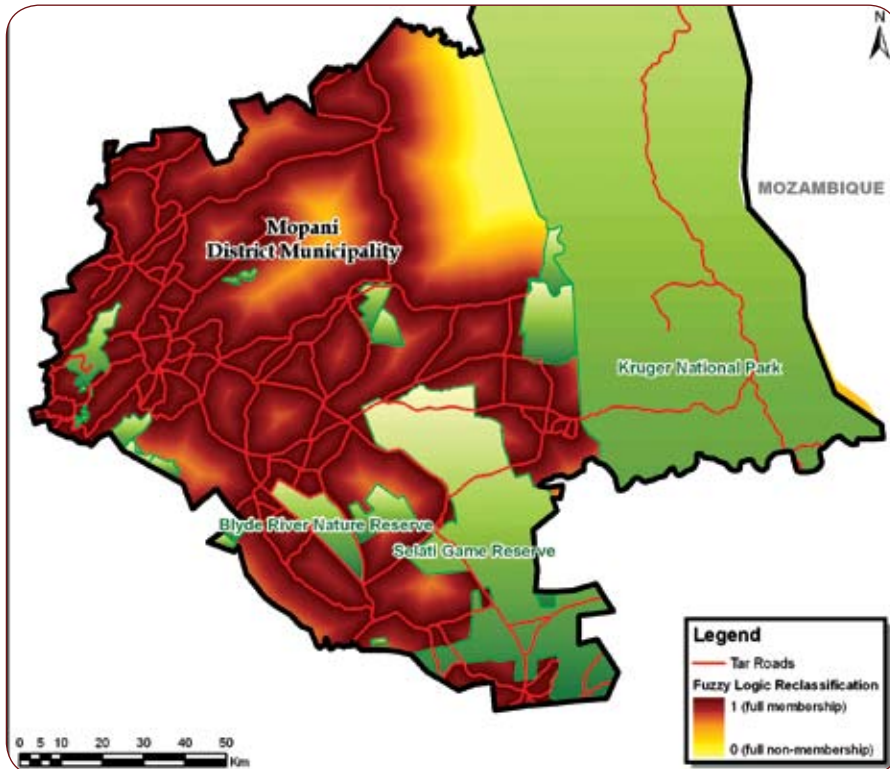 N
MOZAMBIQUE
Mopani
District Municipality
Kruger National Park
Blyde River Nature Reserve
Selati Game Reserve
Legend
Tar Roads
Fuzzy Logic Reclassification
1 (full membership)
0 (full non-membership)
0 5 10 20 30 40 50
Km